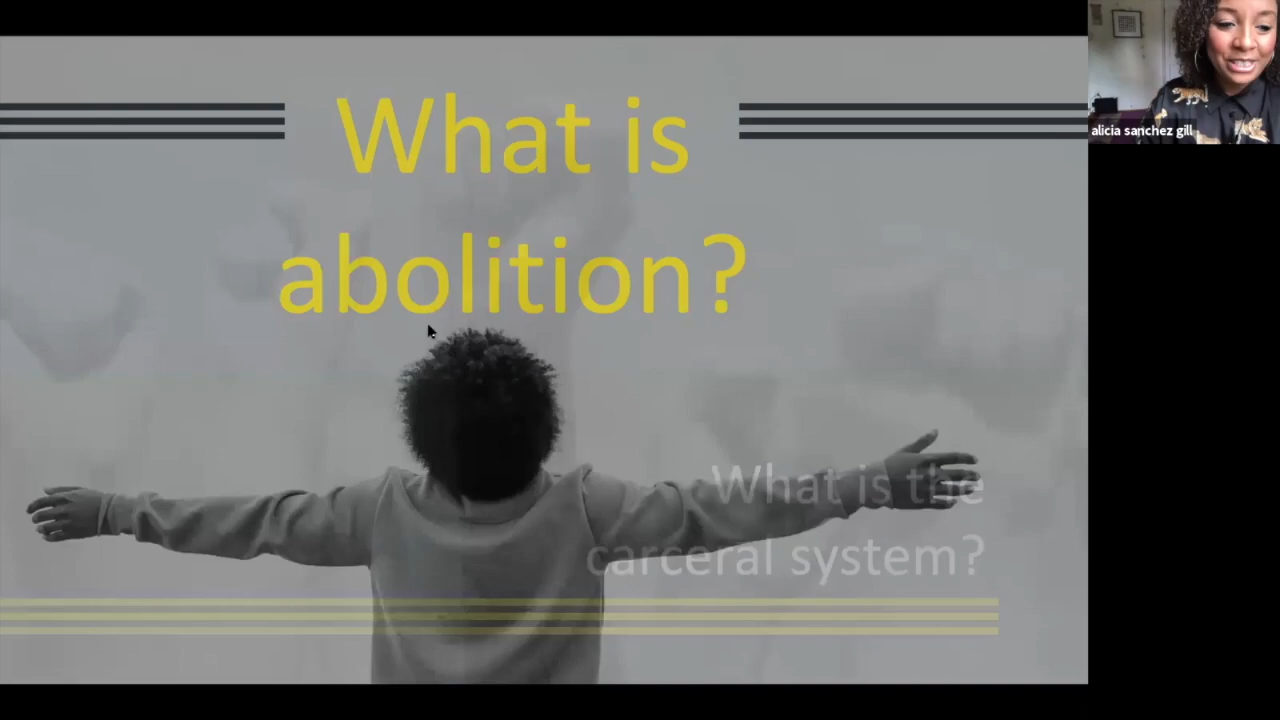 What is
abolition?
alicia sanchez gill
What is the
carceral system?